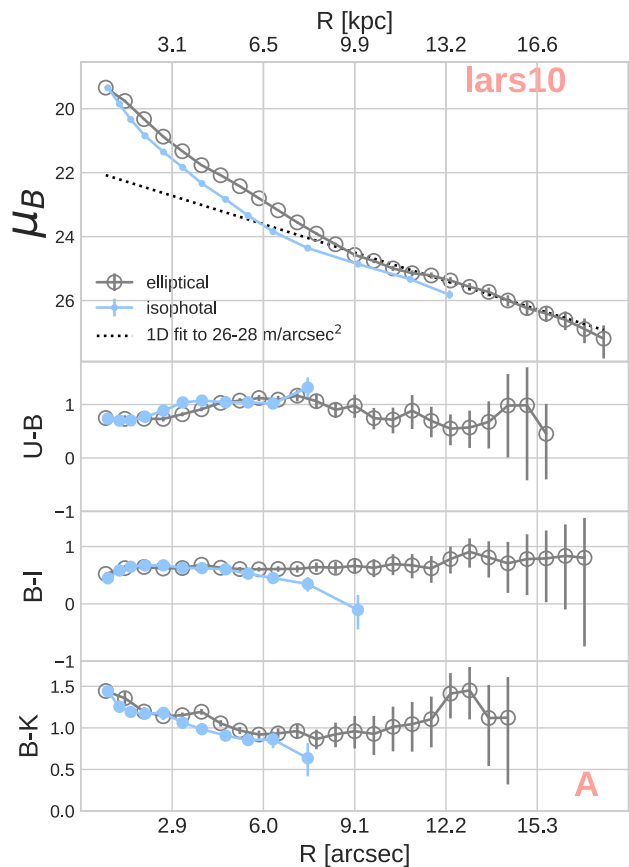 R [kpc]
3.1 6.5 9.9 13.2 16.6
lars10
20
22
24
26
μB
elliptical
isophotal
1D fit to 26-28 m/arcsec²
1
0
−1
U-B
1
0
−1
B-I
1.5
1.0
0.5
0.0
B-K
A
2.9 6.0 9.1 12.2 15.3
R [arcsec]